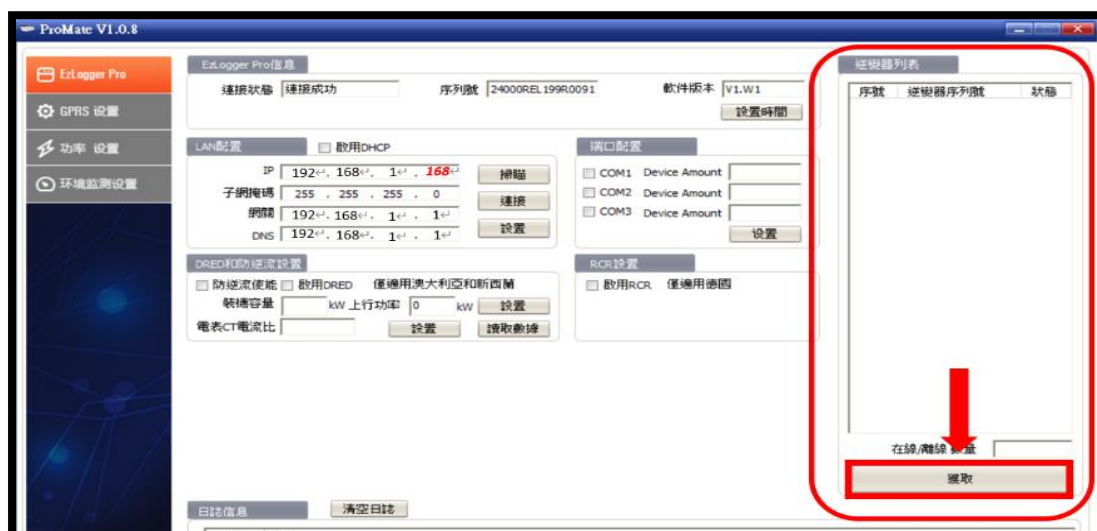 ProMate V1.0.8
EzLogger Pro
GPRS 设置
功率 设置
环境监测设置
EzLogger Pro信息
連接狀態 連接成功 序列號 24000REL199R0091 軟件版本 V1.W1
設置時間
LAN配置 啟用DHCP
IP 192↵. 168↵. 1↵ . 168↵ 掃瞄
子網掩碼 255 . 255 . 255 . 0 連接
網關 192↵. 168↵. 1↵ . 1↵
DNS 192↵. 168↵. 1↵ . 1↵ 設置
端口配置
COM1 Device Amount
COM2 Device Amount
COM3 Device Amount
设置
DRED和防逆流設置
防逆流使能 啟用DRED 僅適用澳大利亞和新西蘭
裝機容量 kW 上行功率 0 kW 設置
電表CT電流比 設置 讀取數據
RCR設置
啟用RCR 僅適用德國
逆變器列表
序號 逆變器序列號 狀態
在線/離線 數量
獲取
日誌信息 清空日誌